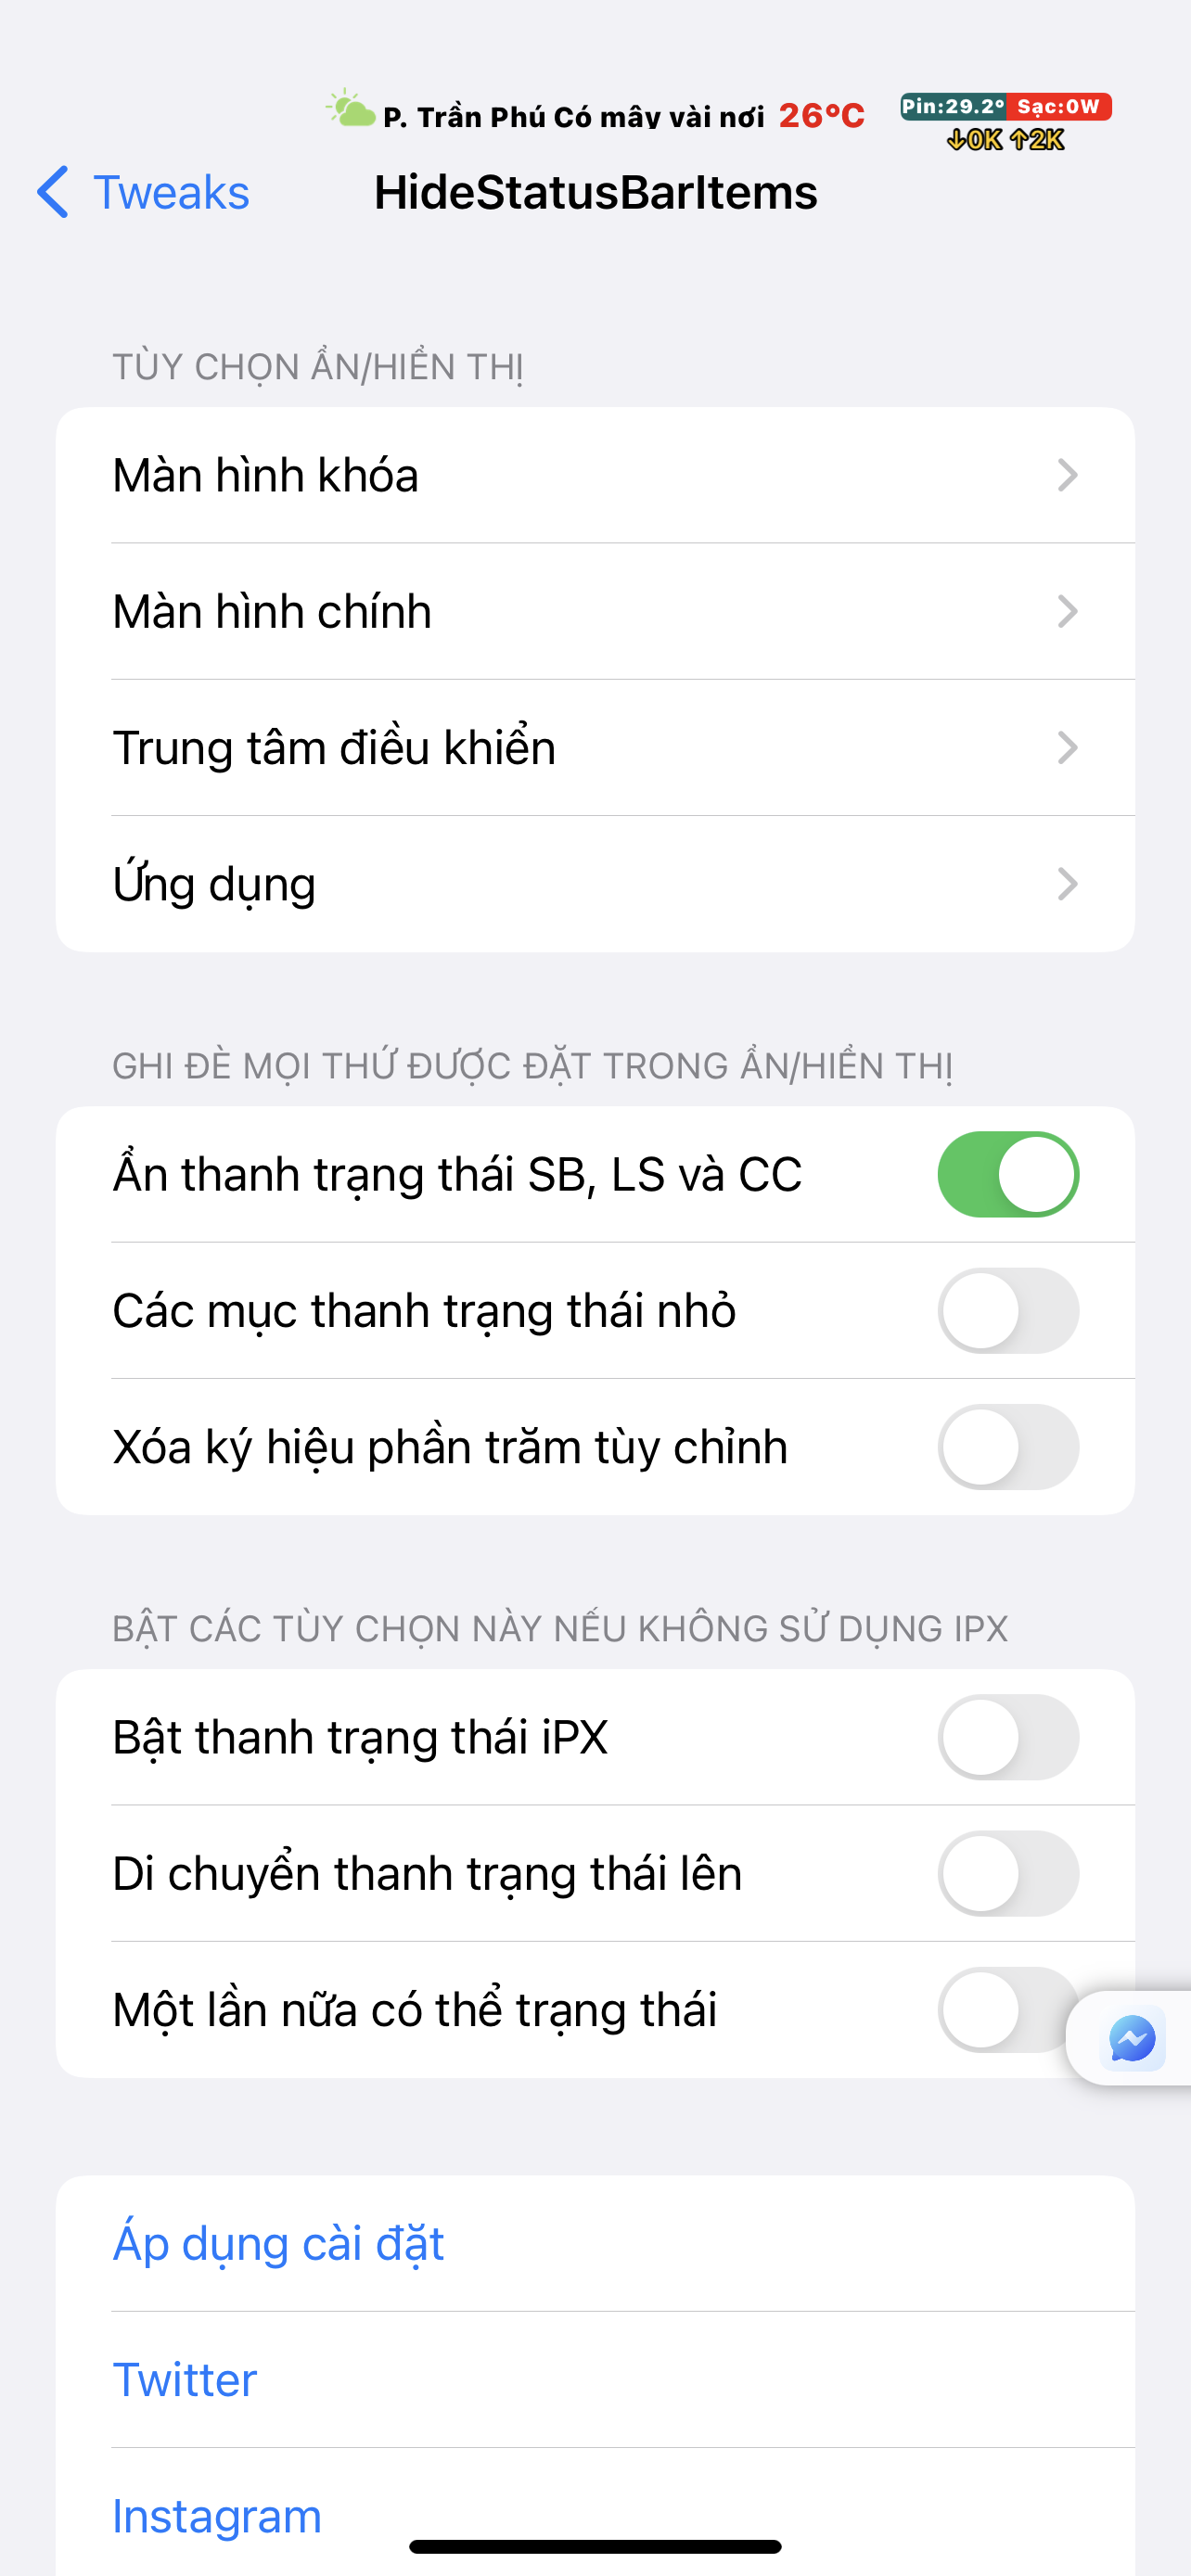 P. Trần Phú Có mây vài nơi 26°C
Pin:29.2° Sạc:0W
↓0K ↑2K
Tweaks
HideStatusBarItems
TÙY CHỌN ẨN/HIỂN THỊ
Màn hình khóa
Màn hình chính
Trung tâm điều khiển
Ứng dụng
GHI ĐÈ MỌI THỨ ĐƯỢC ĐẶT TRONG ẨN/HIỂN THỊ
Ẩn thanh trạng thái SB, LS và CC
Các mục thanh trạng thái nhỏ
Xóa ký hiệu phần trăm tùy chỉnh
BẬT CÁC TÙY CHỌN NÀY NẾU KHÔNG SỬ DỤNG IPX
Bật thanh trạng thái iPX
Di chuyển thanh trạng thái lên
Một lần nữa có thể trạng thái
Áp dụng cài đặt
Twitter
Instagram